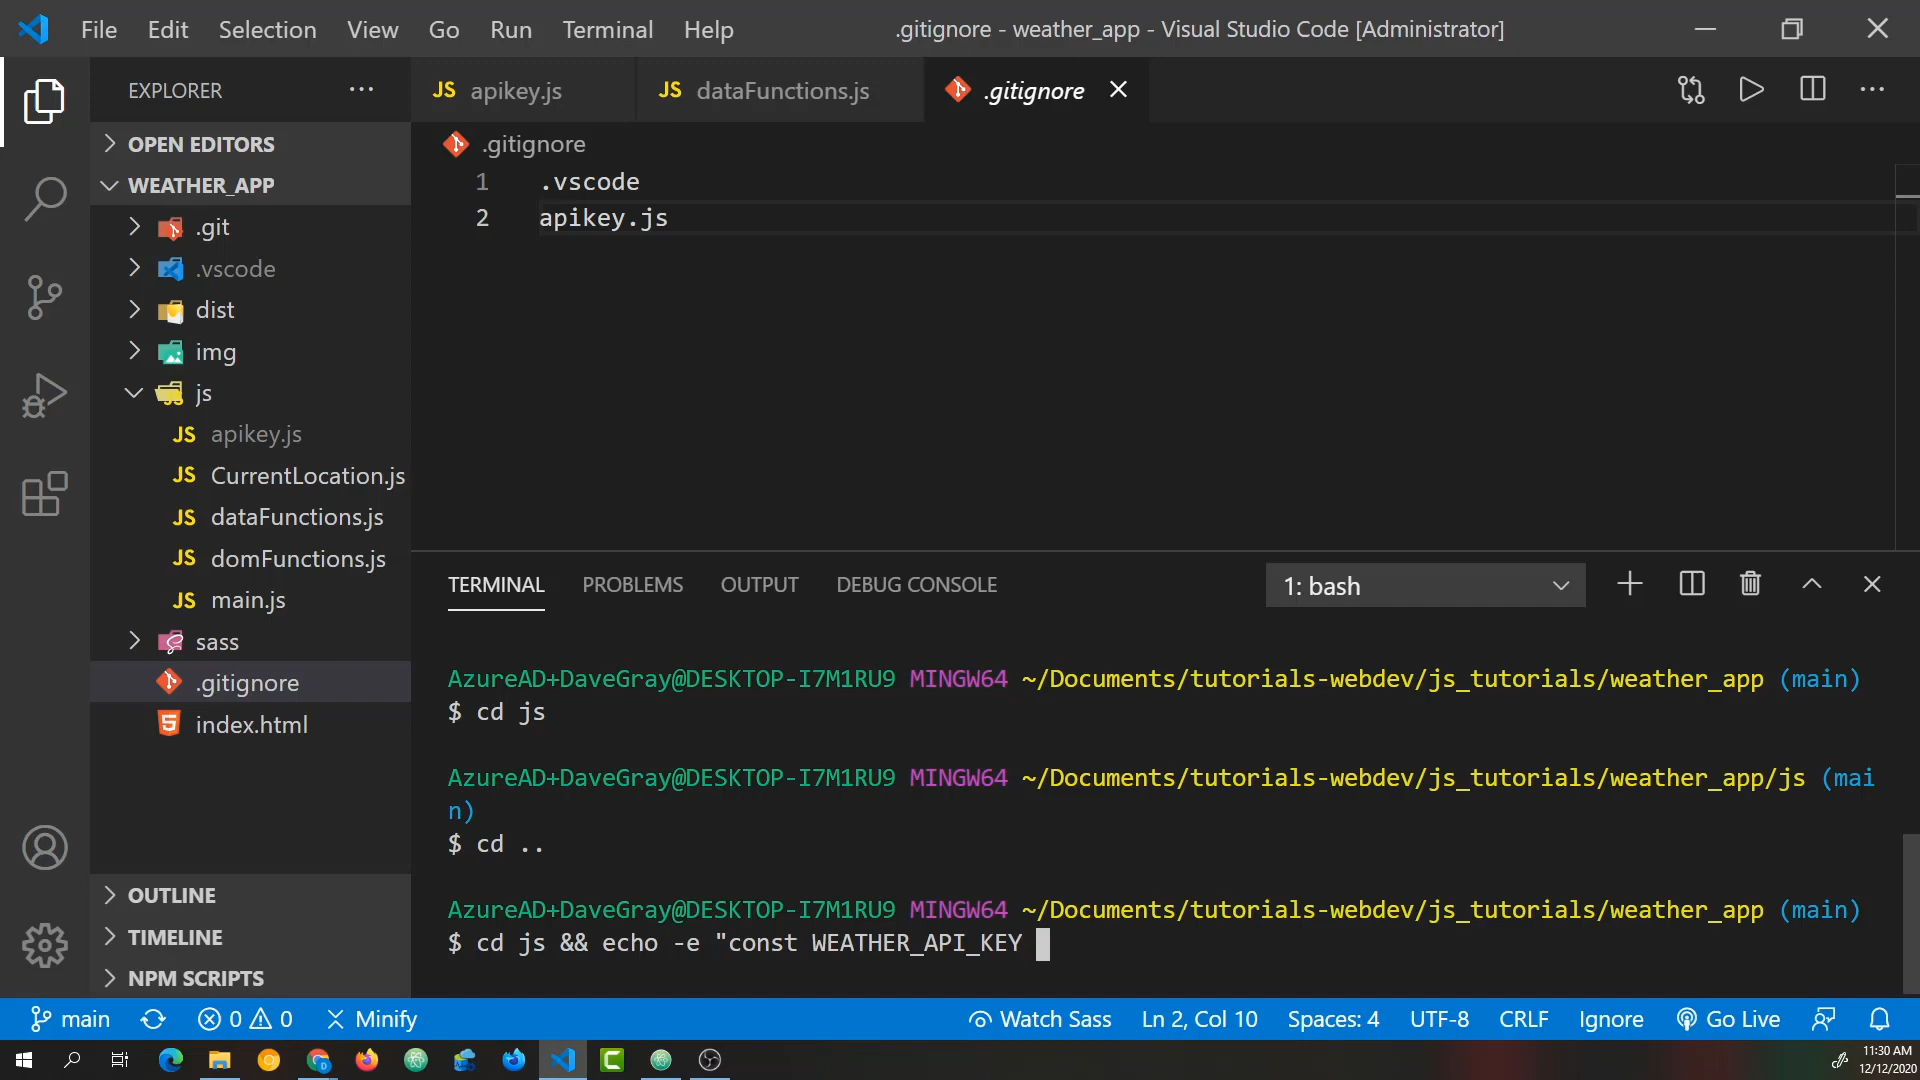 File Edit Selection View Go Run Terminal Help
.gitignore - weather_app - Visual Studio Code [Administrator]
EXPLORER
JS apikey.js
JS dataFunctions.js
.gitignore
OPEN EDITORS
.gitignore
WEATHER_APP
1 .vscode
2 apikey.js
.git
.vscode
dist
img
js
JS apikey.js
JS CurrentLocation.js
JS dataFunctions.js
JS domFunctions.js
JS main.js
sass
.gitignore
index.html
TERMINAL PROBLEMS OUTPUT DEBUG CONSOLE
1: bash
AzureAD+DaveGray@DESKTOP-I7M1RU9 MINGW64 ~/Documents/tutorials-webdev/js_tutorials/weather_app (main)
$ cd js
AzureAD+DaveGray@DESKTOP-I7M1RU9 MINGW64 ~/Documents/tutorials-webdev/js_tutorials/weather_app/js (mai
n)
$ cd ..
AzureAD+DaveGray@DESKTOP-I7M1RU9 MINGW64 ~/Documents/tutorials-webdev/js_tutorials/weather_app (main)
$ cd js && echo -e "const WEATHER_API_KEY
OUTLINE
TIMELINE
NPM SCRIPTS
main 0 0 Minify Watch Sass Ln 2, Col 10 Spaces: 4 UTF-8 CRLF Ignore Go Live
11:30 AM
12/12/2020